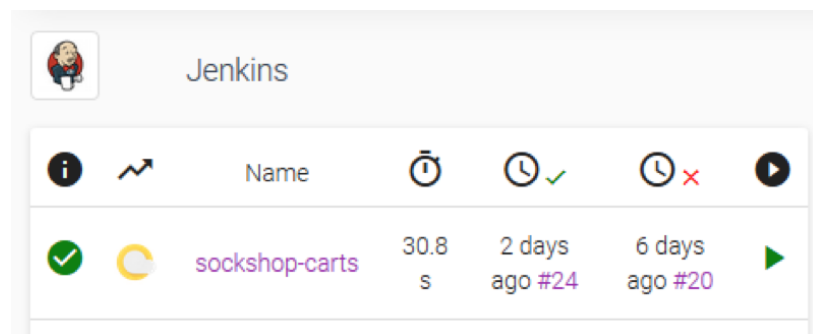 Jenkins
Name
sockshop-carts
30.8
s
2 days
ago #24
6 days
ago #20